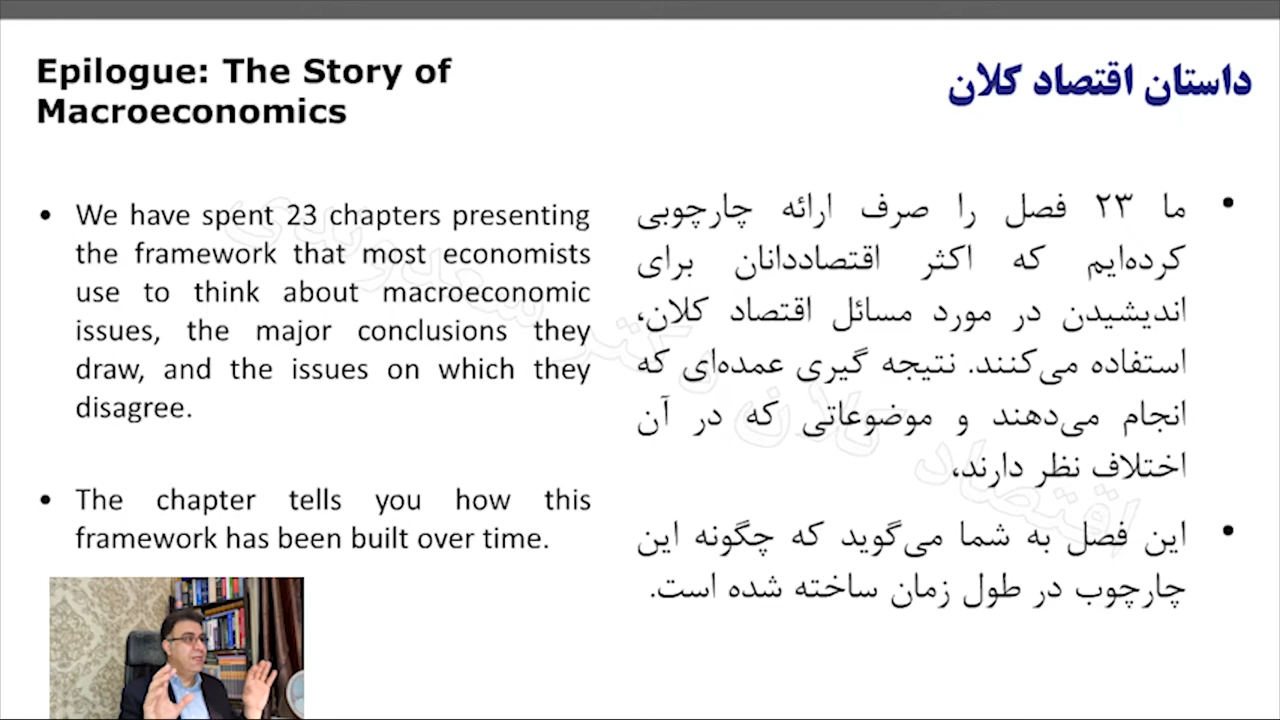 Epilogue: The Story of
Macroeconomics
داستان اقتصاد کلان
• We have spent 23 chapters presenting
the framework that most economists
use to think about macroeconomic
issues, the major conclusions they
draw, and the issues on which they
disagree.
• The chapter tells you how this
framework has been built over time.
• ما ۲۳ فصل را صرف ارائه چارچوبی
کرده‌ایم که اکثر اقتصاددانان برای
اندیشیدن در مورد مسائل اقتصاد کلان،
استفاده می‌کنند. نتیجه گیری عمده‌ای که
انجام می‌دهند و موضوعاتی که در آن
اختلاف نظر دارند،
• این فصل به شما می‌گوید که چگونه این
چارچوب در طول زمان ساخته شده است.
اقتصاد کلان دکتر سعدوندی